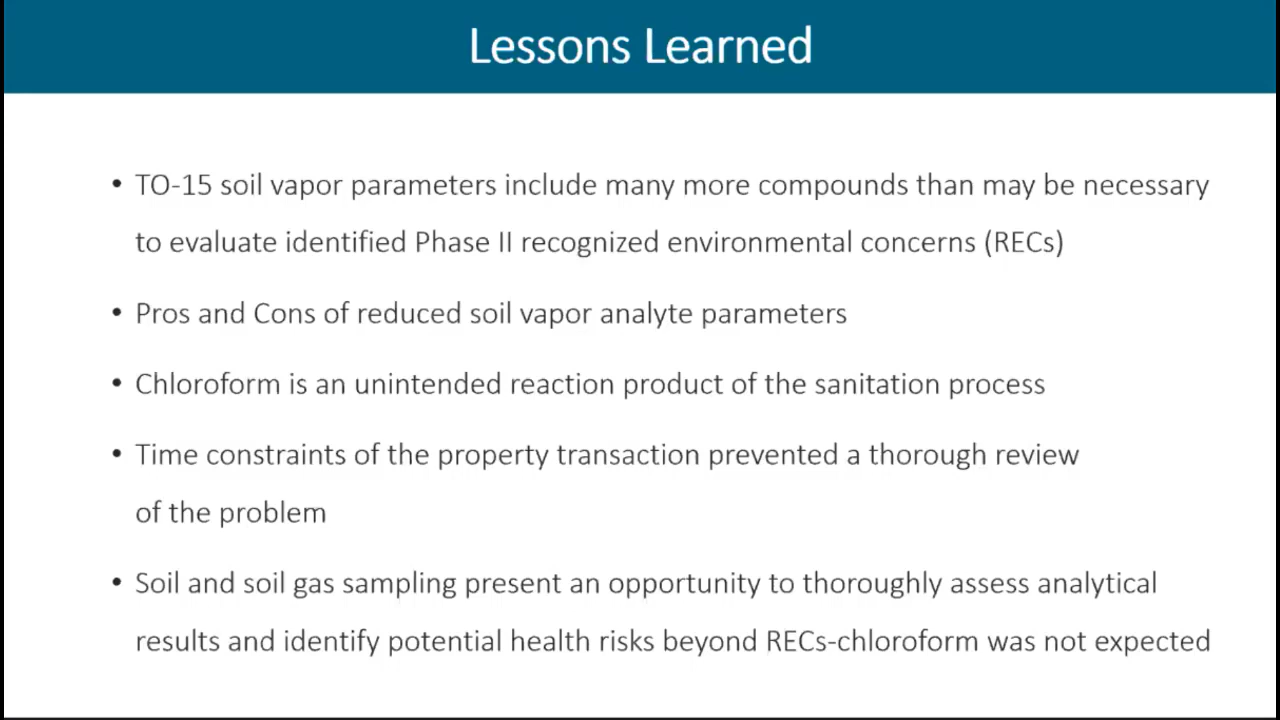 Lessons Learned
• TO-15 soil vapor parameters include many more compounds than may be necessary
to evaluate identified Phase II recognized environmental concerns (RECs)
• Pros and Cons of reduced soil vapor analyte parameters
• Chloroform is an unintended reaction product of the sanitation process
• Time constraints of the property transaction prevented a thorough review
of the problem
• Soil and soil gas sampling present an opportunity to thoroughly assess analytical
results and identify potential health risks beyond RECs-chloroform was not expected